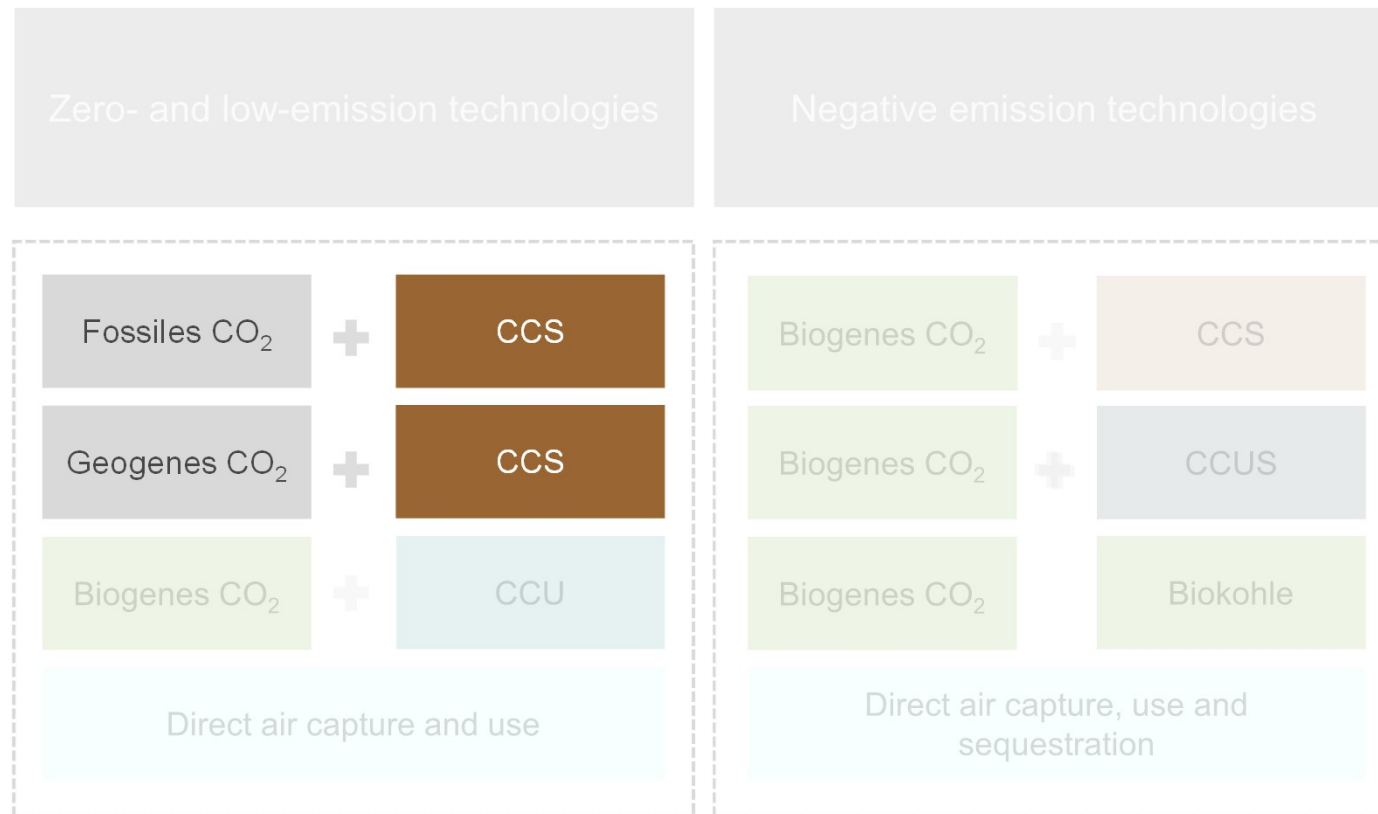 Zero- and low-emission technologies
Negative emission technologies
Fossiles CO₂
CCS
Biogenes CO₂
CCS
Geogenes CO₂
CCS
Biogenes CO₂
CCUS
Biogenes CO₂
CCU
Biogenes CO₂
Biokohle
Direct air capture and use
Direct air capture, use and
sequestration